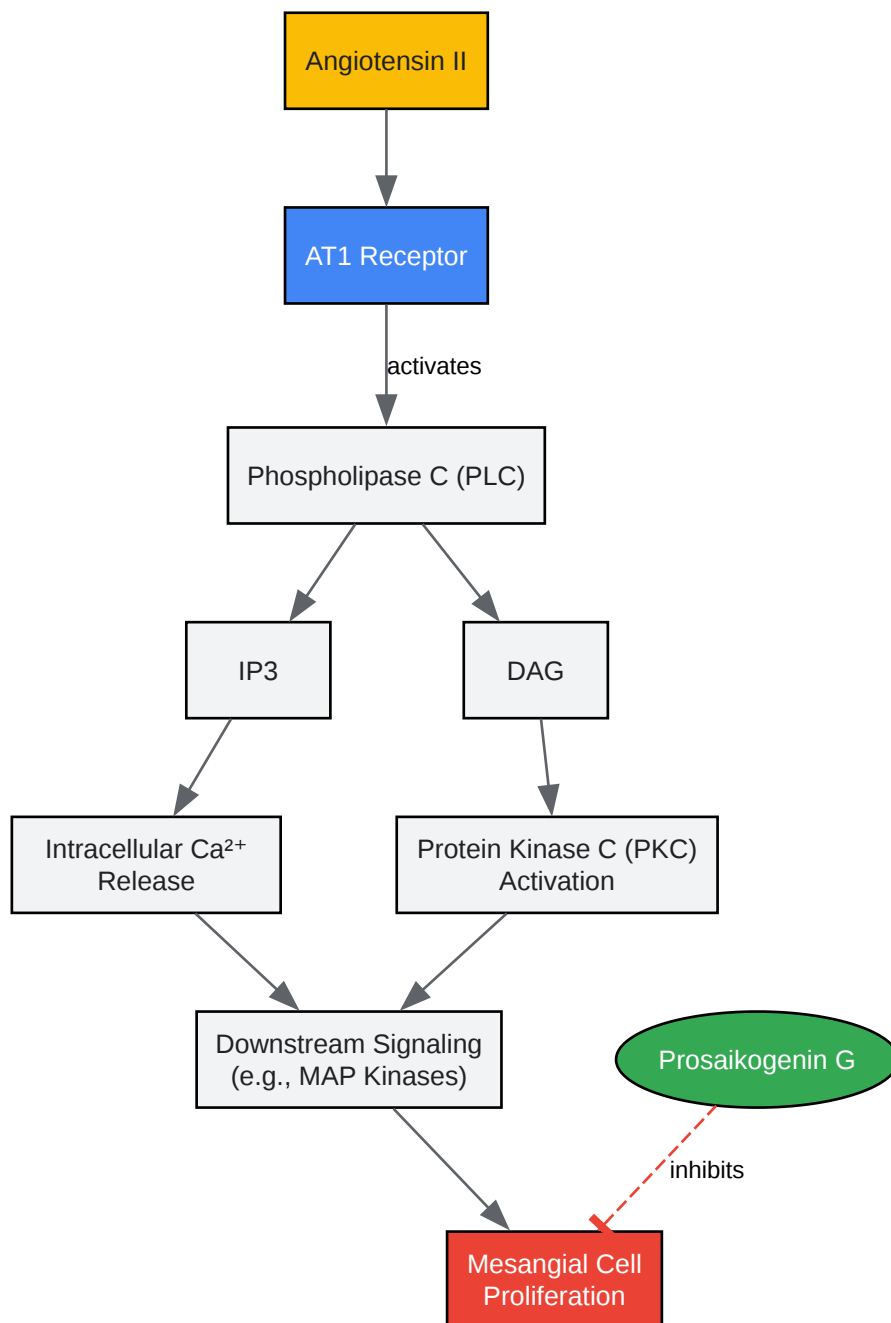 Angiotensin II
AT1 Receptor
activates
Phospholipase C (PLC)
IP3
DAG
Intracellular Ca²⁺
Release
Protein Kinase C (PKC)
Activation
Downstream Signaling
(e.g., MAP Kinases)
Prosaikogenin G
inhibits
Mesangial Cell
Proliferation